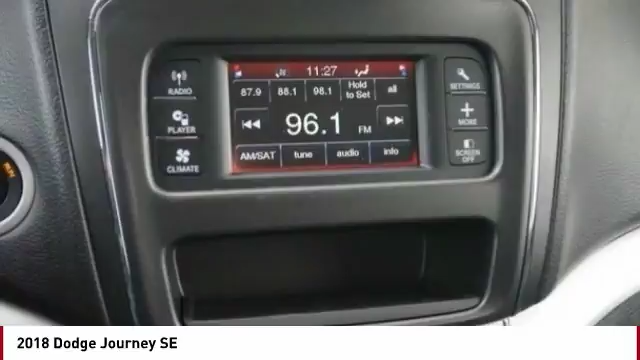 11:27
RADIO
87.9 88.1 98.1 Hold to Set all
SETTINGS
PLAYER
96.1 FM
MORE
CLIMATE
AM/SAT tune audio info
SCREEN OFF
2018 Dodge Journey SE